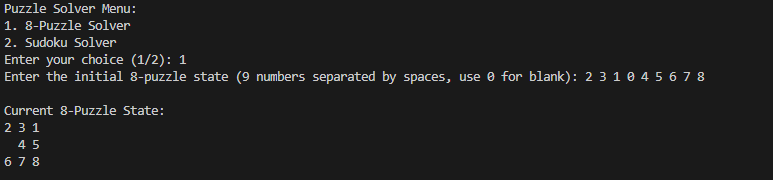 Puzzle Solver Menu:
1. 8-Puzzle Solver
2. Sudoku Solver
Enter your choice (1/2): 1
Enter the initial 8-puzzle state (9 numbers separated by spaces, use 0 for blank): 2 3 1 0 4 5 6 7 8
Current 8-Puzzle State:
2 3 1
  4 5
6 7 8